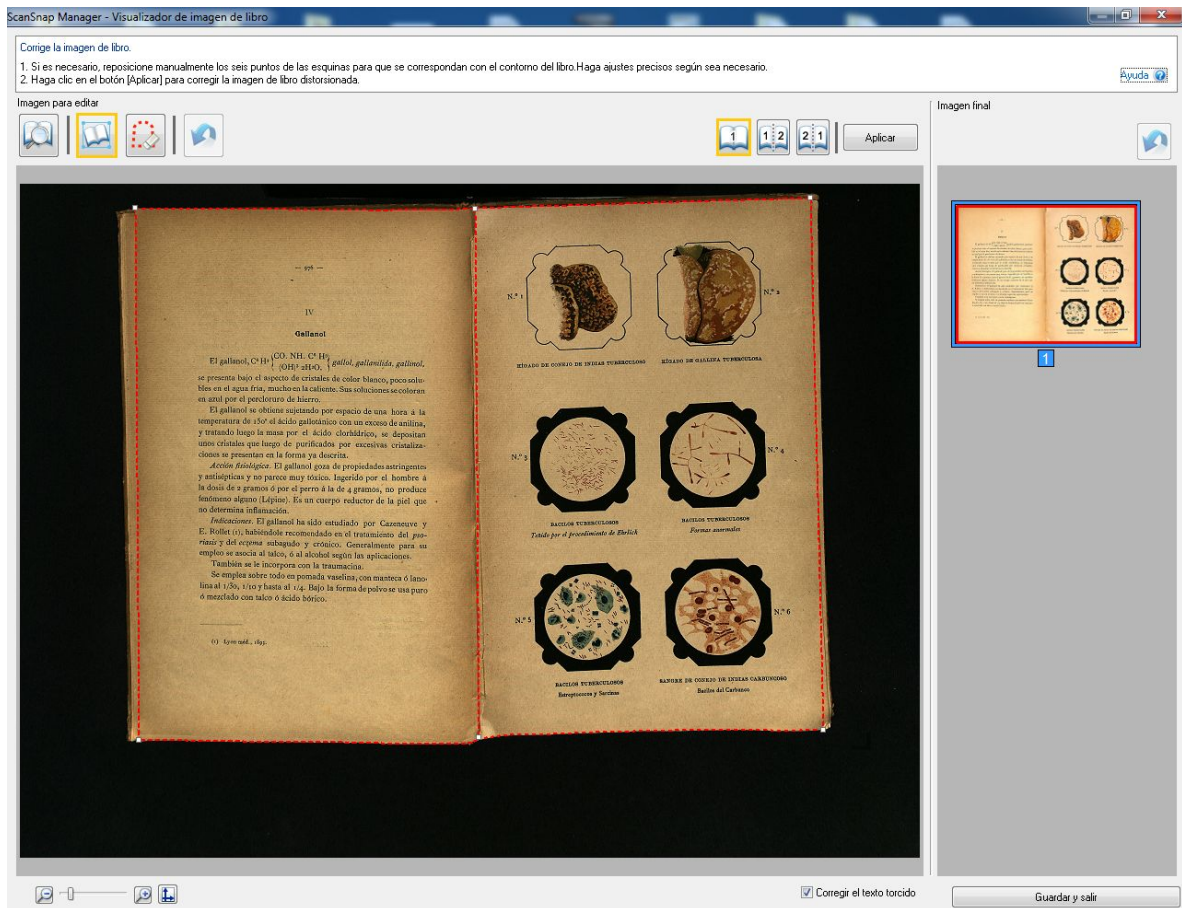 ScanSnap Manager - Visualizador de imagen de libro
Corrige la imagen de libro.
1. Si es necesario, reposicione manualmente los seis puntos de las esquinas para que se correspondan con el contorno del libro.Haga ajustes precisos según sea necesario.
2. Haga clic en el botón [Aplicar] para corregir la imagen de libro distorsionada.
Ayuda
Imagen para editar
Imagen final
1
1 2
2 1
Aplicar
— 576 —
IV
Gallanol
El gallanol, C⁶ H² {CO. NH. C⁶ H⁵, (OH)³ 2H²O, } gallol, gallanilida, gallinol,
se presenta bajo el aspecto de cristales de color blanco, poco solu-
bles en el agua fria, mucho en la caliente. Sus soluciones se coloran
en azul por el percloruro de hierro.
El gallanol se obtiene sujetando por espacio de una hora á la
temperatura de 150° el ácido gallotánico con un exceso de anilina,
y tratando luego la masa por el ácido clorhídrico, se depositan
unos cristales que luego de purificados por excesivas cristaliza-
ciones se presentan en la forma ya descrita.
Acción fisiológica. El gallanol goza de propiedades astringentes
y antisépticas y no parece muy tóxico. Ingerido por el hombre á
la dosis de 2 gramos ó por el perro á la de 4 gramos, no produce
fenómeno alguno (Lépine). Es un cuerpo reductor de la piel que
no determina inflamación.
Indicaciones. El gallanol ha sido estudiado por Cazeneuve y
E. Rollet (1), habiéndole recomendado en el tratamiento del pso-
riasis y del eczema subagudo y crónico. Generalmente para su
empleo se asocia al talco, ó al alcohol según las aplicaciones.
También se le incorpora con la traumacina.
Se emplea sobre todo en pomada vaselina, con manteca ó lano-
lina al 1/30, 1/10 y hasta al 1/4. Bajo la forma de polvo se usa puro
ó mezclado con talco ó ácido bórico.
(1) Lyon méd., 1893.
N.º 1
N.º 2
HÍGADO DE CONEJO DE INDIAS TUBERCULOSO
HÍGADO DE GALLINA TUBERCULOSA
N.º 3
N.º 4
BACILOS TUBERCULOSOS
Teñido por el procedimiento de Ehrlich
BACILOS TUBERCULOSOS
Formas anormales
N.º 5
N.º 6
BACILOS TUBERCULOSOS
Estreptococos y Sarcinas
SANGRE DE CONEJO DE INDIAS CARBUNCOSO
Bacilos del Carbunco
1
Corregir el texto torcido
Guardar y salir